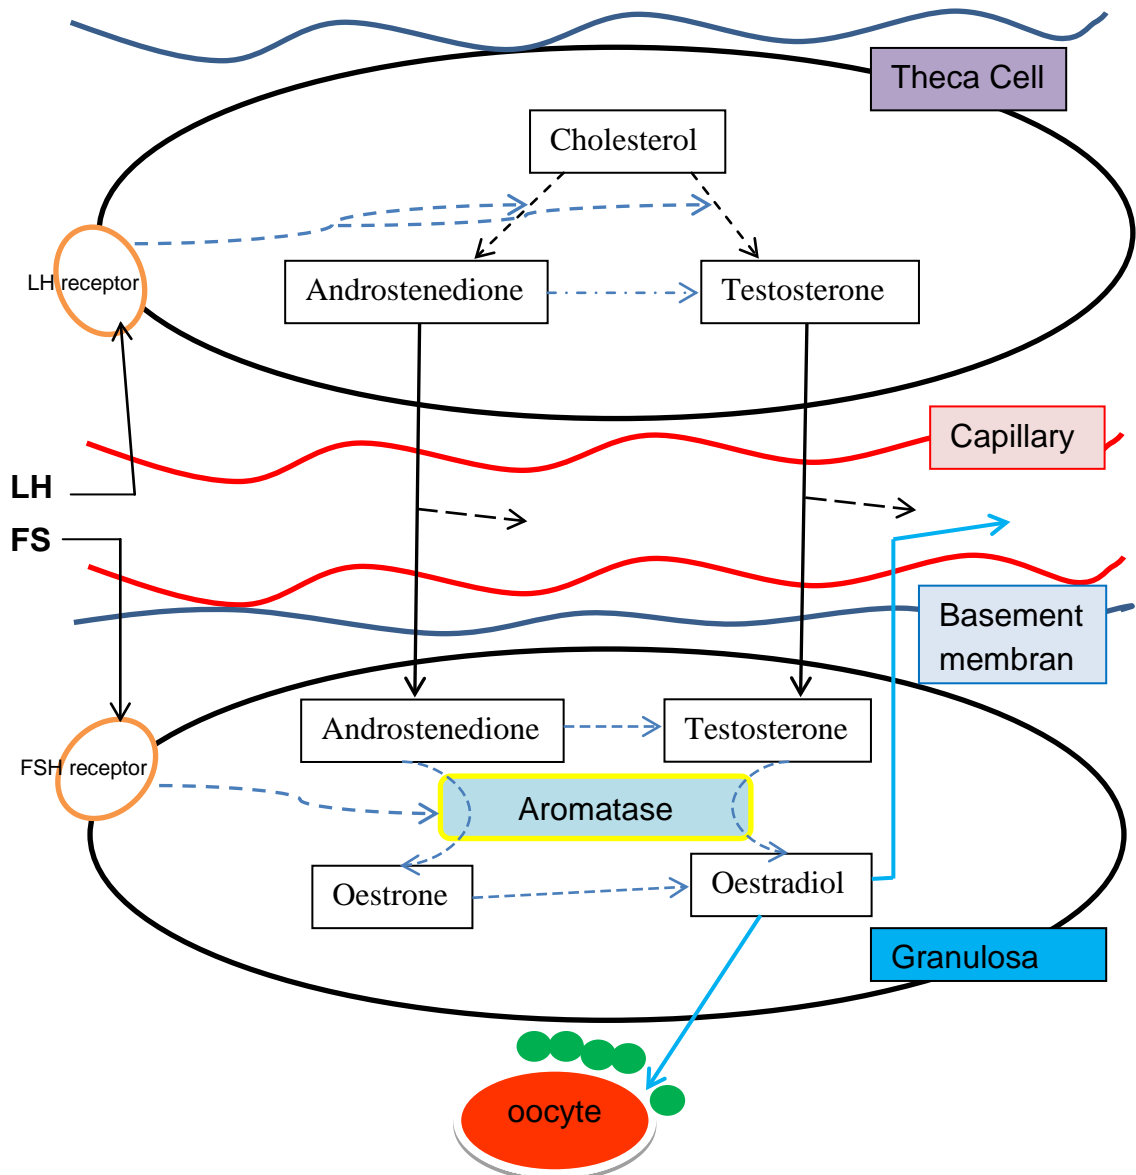 Theca Cell
Cholesterol
LH receptor
Androstenedione
Testosterone
Capillary
LH
FS
Basement
membran
Androstenedione
Testosterone
FSH receptor
Aromatase
Oestrone
Oestradiol
Granulosa
oocyte